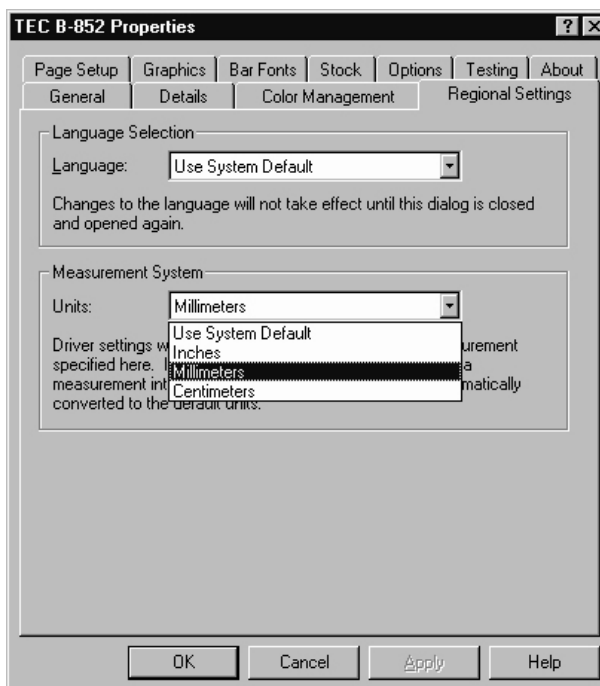 TEC B-852 Properties
Page Setup Graphics Bar Fonts Stock Options Testing About
General Details Color Management Regional Settings
Language Selection
Language: Use System Default
Changes to the language will not take effect until this dialog is closed
and opened again.
Measurement System
Units: Millimeters
Use System Default
Inches
Millimeters
Centimeters
Driver settings
specified here.
measurement
converted to the default units.
OK Cancel Apply Help